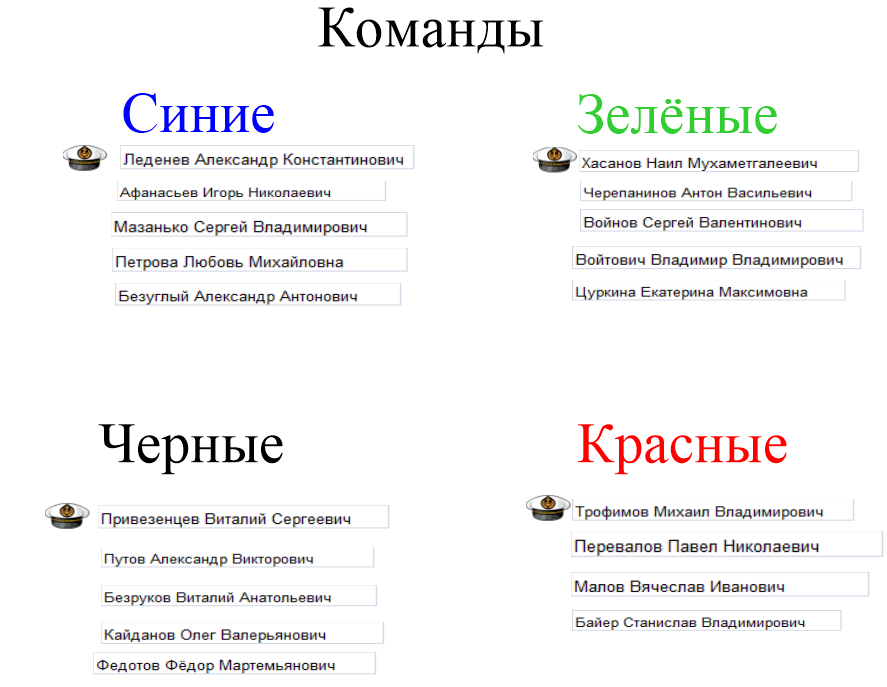 Команды
Синие
Леденев Александр Константинович
Афанасьев Игорь Николаевич
Мазанько Сергей Владимирович
Петрова Любовь Михайловна
Безуглый Александр Антонович
Зелёные
Хасанов Наил Мухаметгалеевич
Черепанинов Антон Васильевич
Войнов Сергей Валентинович
Войтович Владимир Владимирович
Цуркина Екатерина Максимовна
Черные
Привезенцев Виталий Сергеевич
Путов Александр Викторович
Безруков Виталий Анатольевич
Кайданов Олег Валерьянович
Федотов Фёдор Мартемьянович
Красные
Трофимов Михаил Владимирович
Перевалов Павел Николаевич
Малов Вячеслав Иванович
Байер Станислав Владимирович